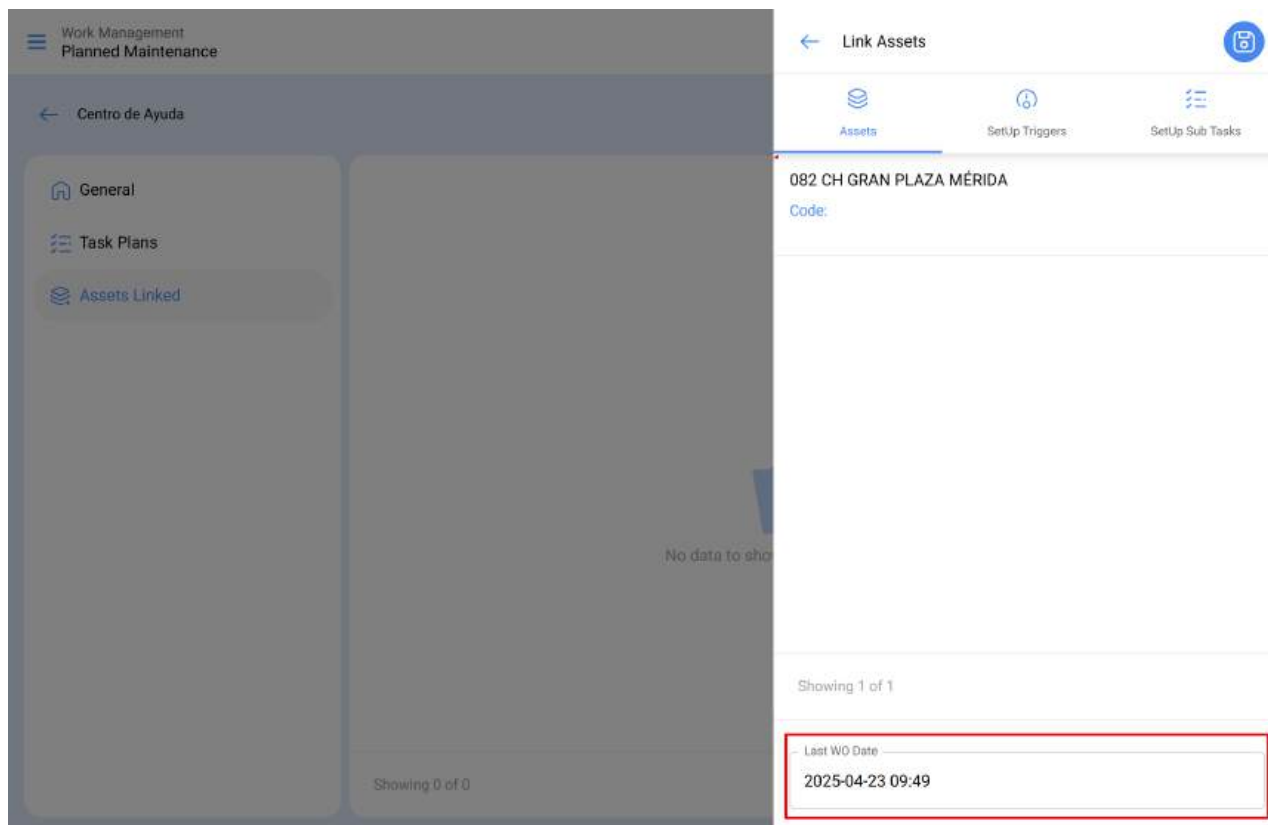 Work Management
Planned Maintenance
Centro de Ayuda
General
Task Plans
Assets Linked
No data to sho
Showing 0 of 0
Link Assets
Assets
SetUp Triggers
SetUp Sub Tasks
082 CH GRAN PLAZA MÉRIDA
Code:
Showing 1 of 1
Last WO Date
2025-04-23 09:49